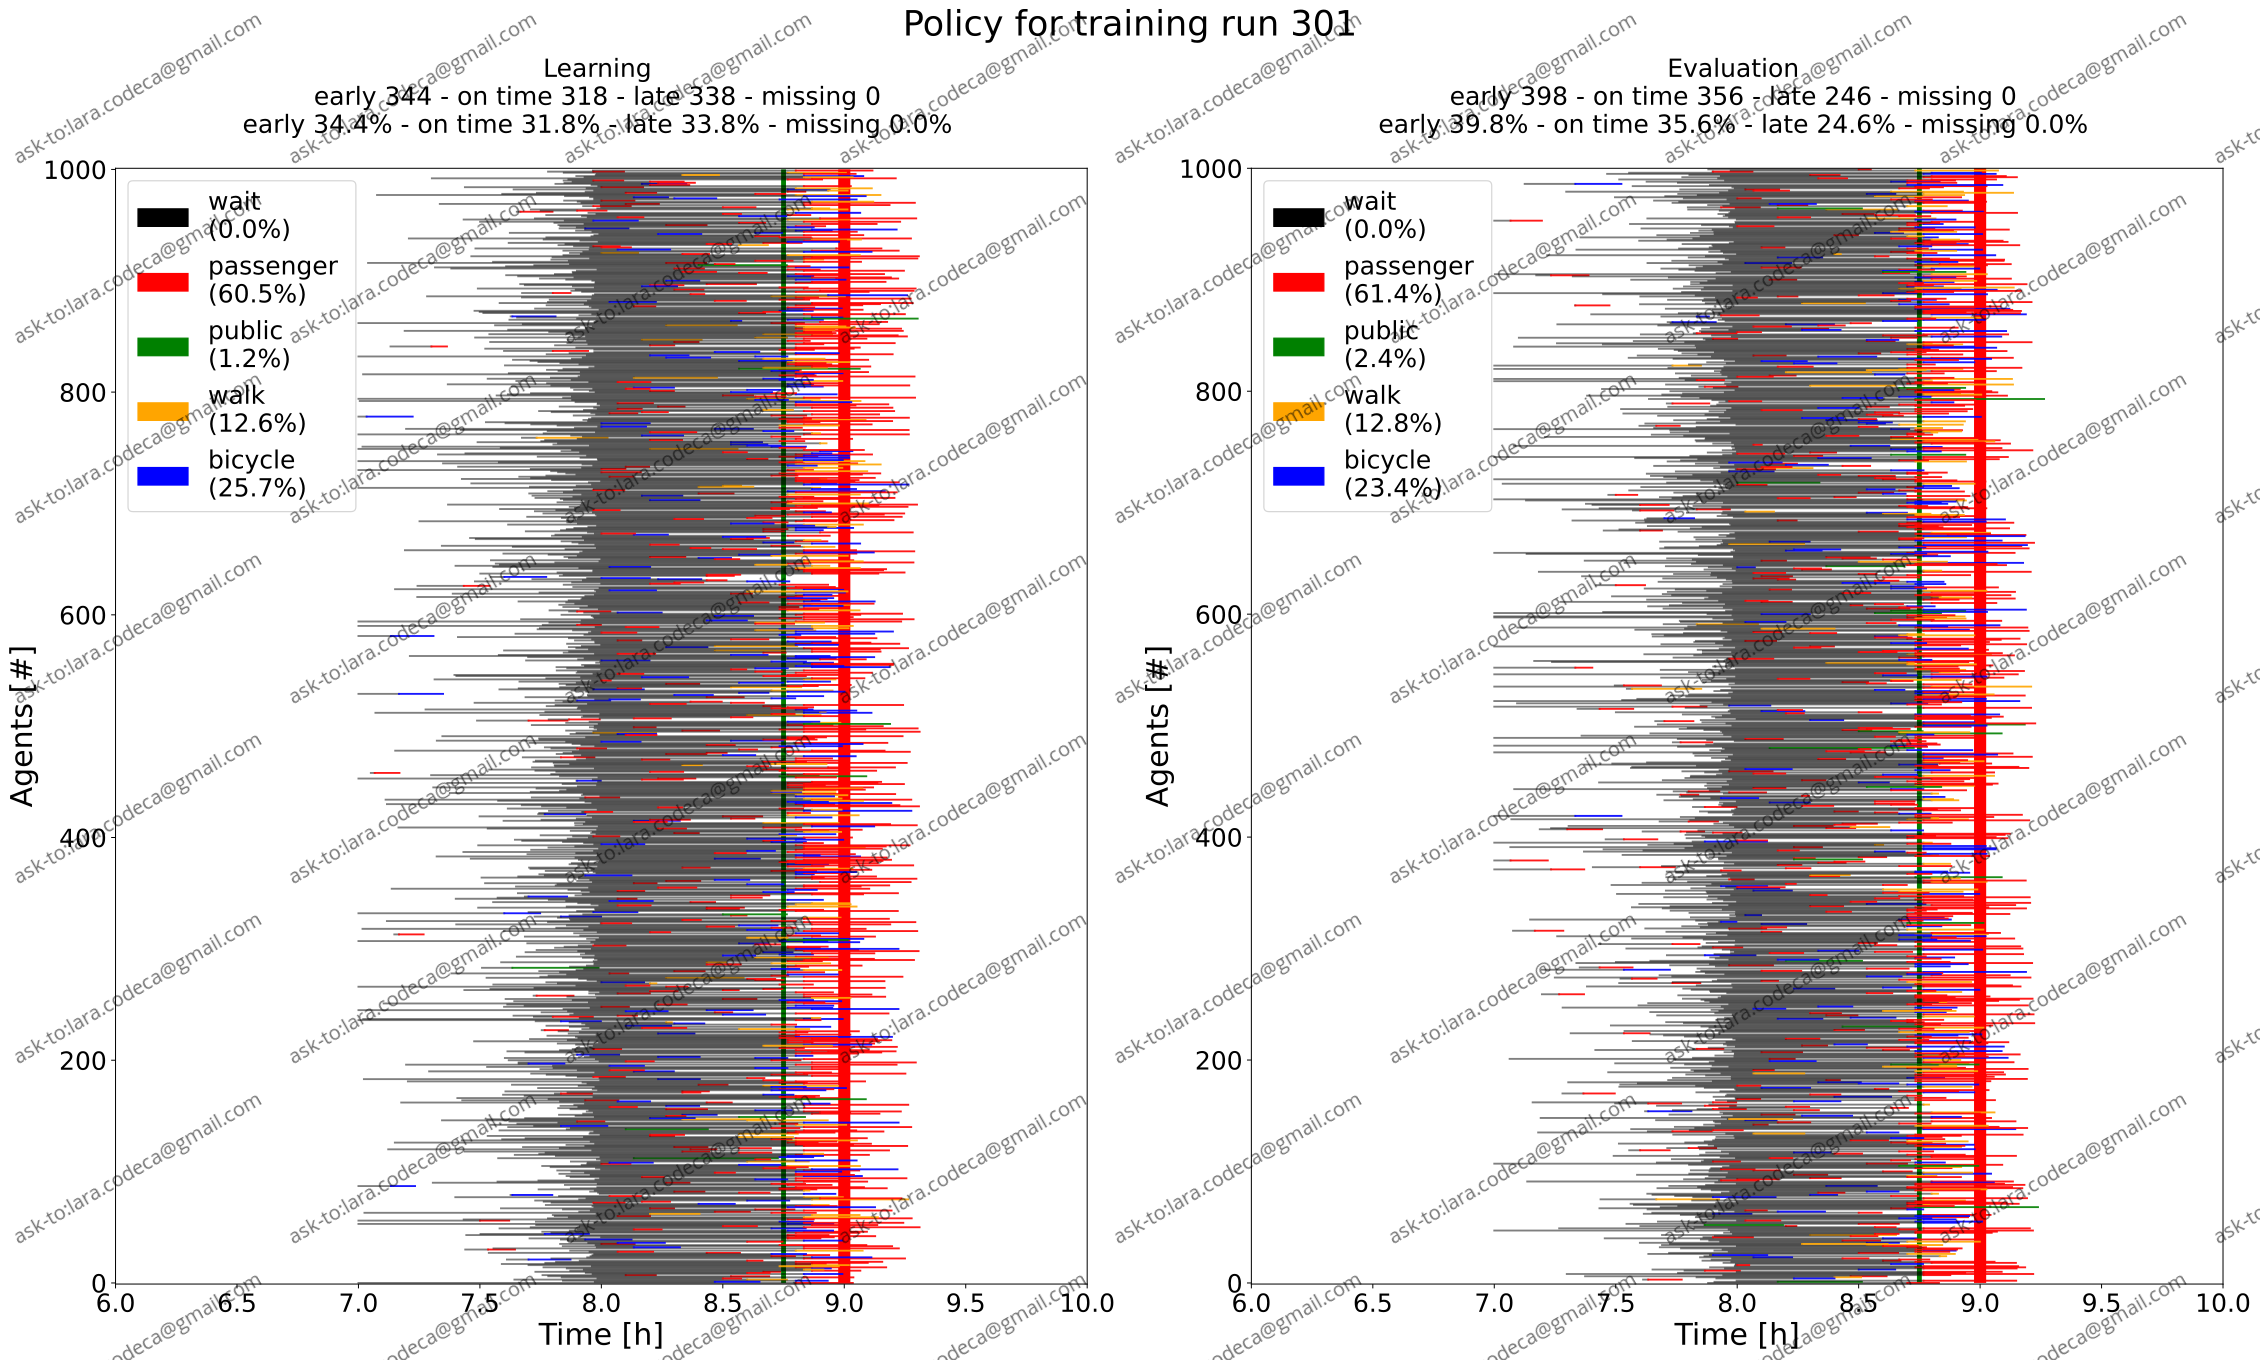 Policy for training run 301
Learning
early 344 - on time 318 - late 338 - missing 0
early 34.4% - on time 31.8% - late 33.8% - missing 0.0%
1000
800
600
400
200
0
Agents [#]
wait
(0.0%)
passenger
(60.5%)
public
(1.2%)
walk
(12.6%)
bicycle
(25.7%)
6.0 6.5 7.0 7.5 8.0 8.5 9.0 9.5 10.0
Time [h]
Evaluation
early 398 - on time 356 - late 246 - missing 0
early 39.8% - on time 35.6% - late 24.6% - missing 0.0%
1000
800
600
400
200
0
Agents [#]
wait
(0.0%)
passenger
(61.4%)
public
(2.4%)
walk
(12.8%)
bicycle
(23.4%)
6.0 6.5 7.0 7.5 8.0 8.5 9.0 9.5 10.0
Time [h]
ask-to:lara.codeca@gmail.com